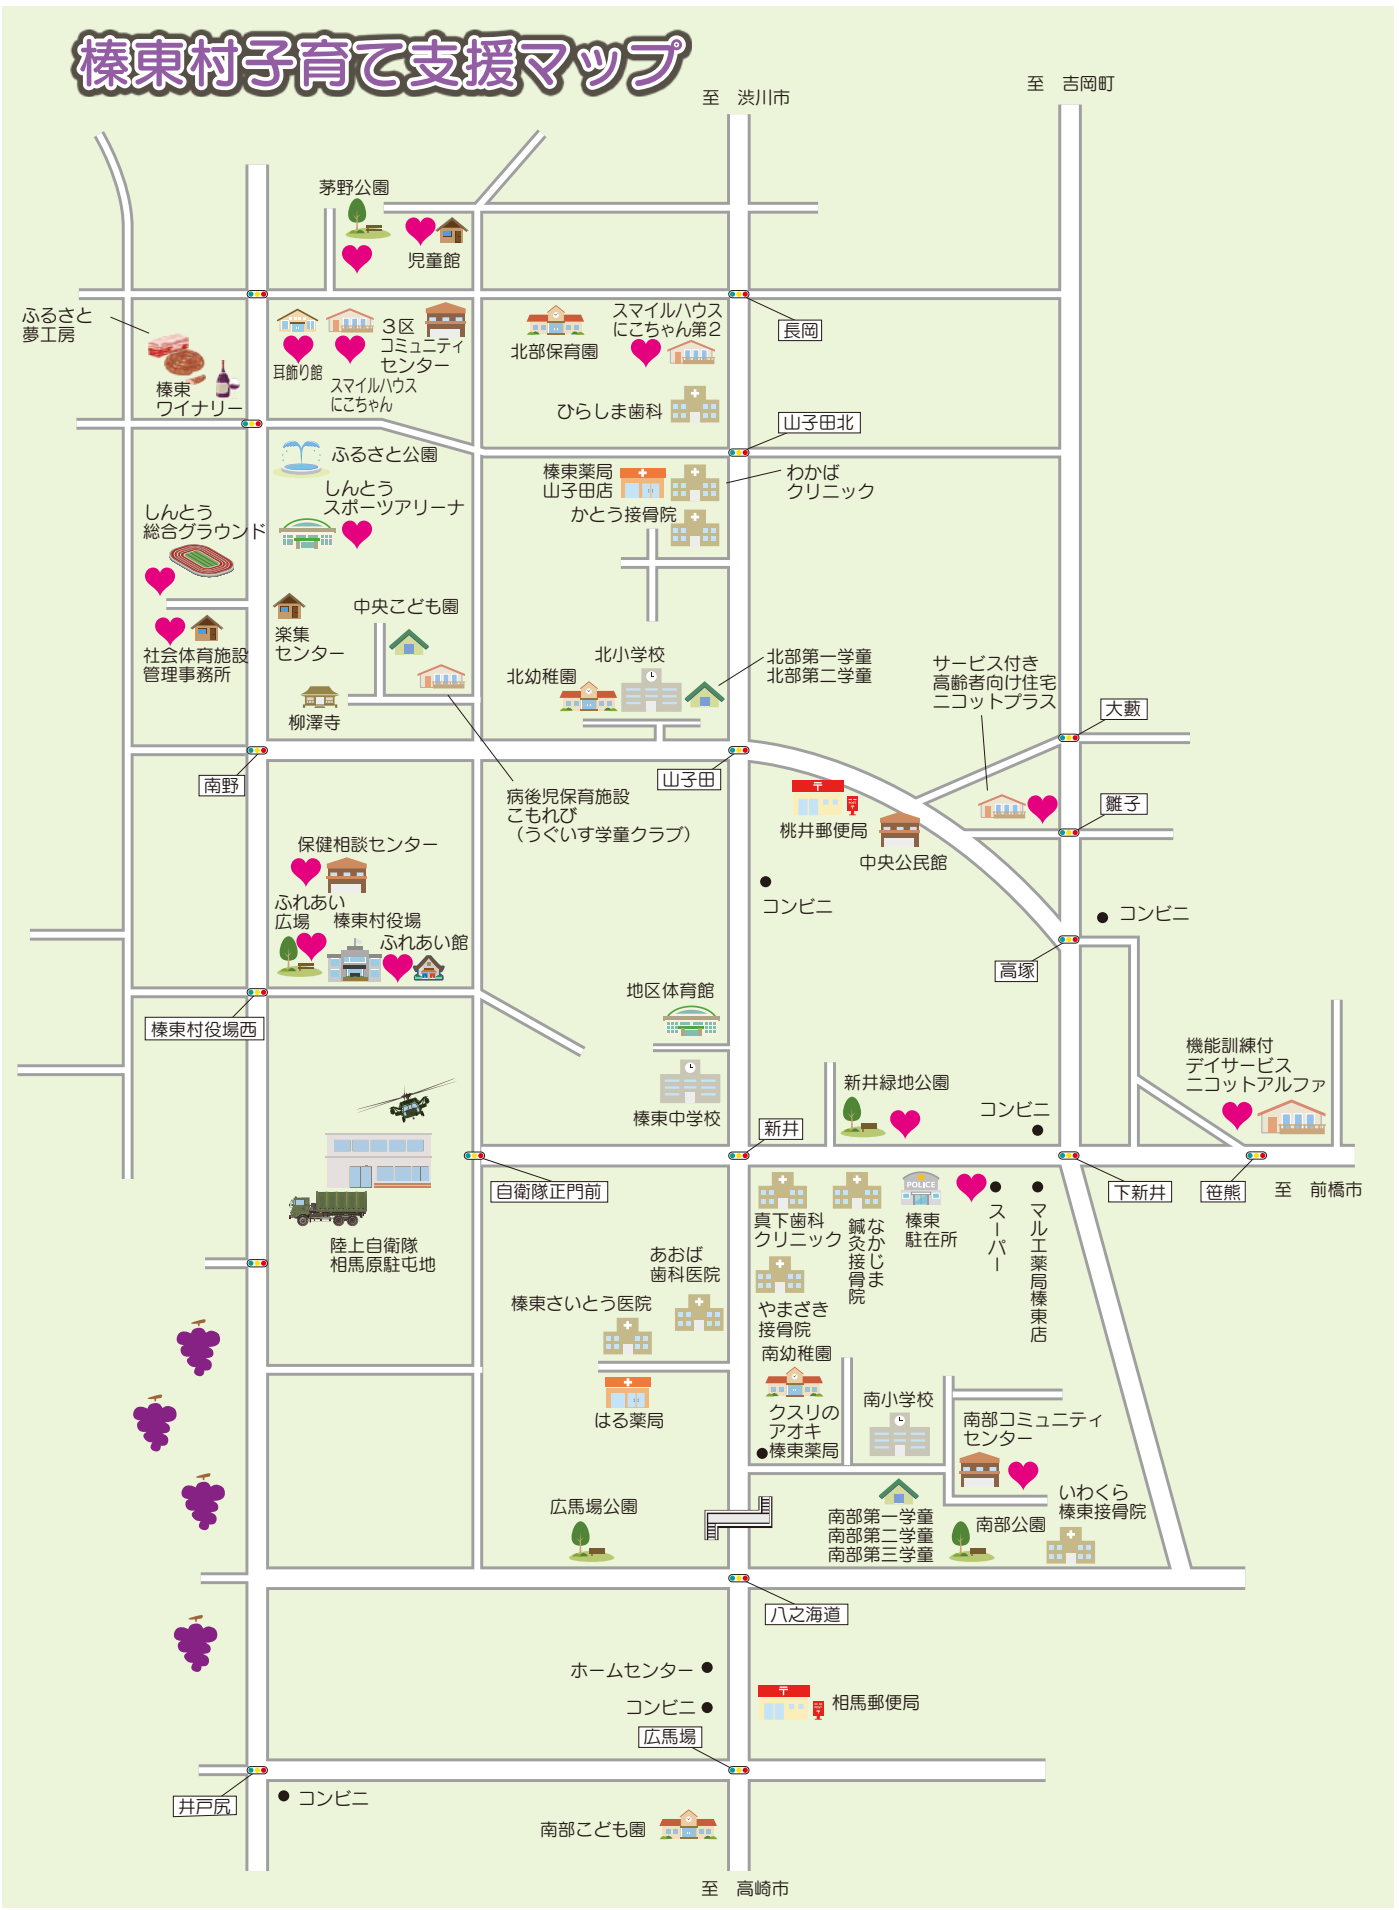 榛東村子育て支援マップ
至　渋川市
至　吉岡町
茅野公園
児童館
ふるさと
夢工房
榛東
ワイナリー
耳飾り館
スマイルハウス
にこちゃん
３区
コミュニティ
センター
北部保育園
スマイルハウス
にこちゃん第２
長岡
ひらしま歯科
山子田北
ふるさと公園
しんとう
スポーツアリーナ
しんとう
総合グラウンド
榛東薬局
山子田店
わかば
クリニック
かとう接骨院
社会体育施設
管理事務所
楽集
センター
中央こども園
柳澤寺
北幼稚園
北小学校
北部第一学童
北部第二学童
サービス付き
高齢者向け住宅
ニコットプラス
大藪
南野
山子田
病後児保育施設
こもれび
（うぐいす学童クラブ）
桃井郵便局
中央公民館
雛子
コンビニ
コンビニ
高塚
保健相談センター
ふれあい
広場
榛東村役場
ふれあい館
榛東村役場西
地区体育館
榛東中学校
新井緑地公園
コンビニ
機能訓練付
デイサービス
ニコットアルファ
新井
自衛隊正門前
下新井
笹熊
至　前橋市
陸上自衛隊
相馬原駐屯地
真下歯科
クリニック
なかじま
鍼灸接骨院
POLICE
榛東
駐在所
スーパー
マルエ薬局榛東店
あおば
歯科医院
榛東さいとう医院
やまざき
接骨院
はる薬局
南幼稚園
クスリの
アオキ
榛東薬局
南小学校
南部コミュニティ
センター
いわくら
榛東接骨院
広馬場公園
南部第一学童
南部第二学童
南部第三学童
南部公園
八之海道
ホームセンター
コンビニ
相馬郵便局
広馬場
井戸尻
コンビニ
南部こども園
至　高崎市